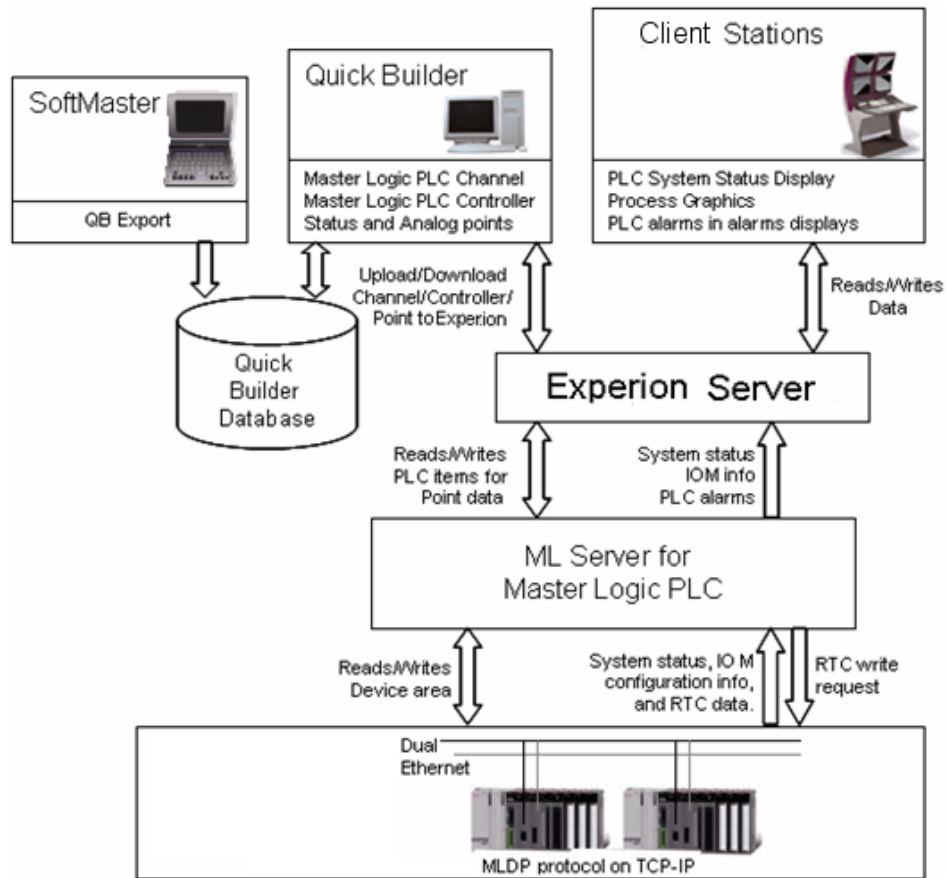 Client Stations
Quick Builder
SoftMaster
Master Logic PLC Channel
Master Logic PLC Controller
Status and Analog points
PLC System Status Display
Process Graphics
PLC alarms in alarms displays
QB Export
Upload/Download
Channel/Controller/
Point to Experion
Reads/Writes
Data
Quick
Builder
Database
Experion Server
Reads/Writes
PLC items for
Point data
System status
IOM info
PLC alarms
ML Server for
Master Logic PLC
Reads/Writes
Device area
System status, IO M
configuration info,
and RTC data.
RTC write
request
Dual
Ethernet
MLDP protocol on TCP-IP